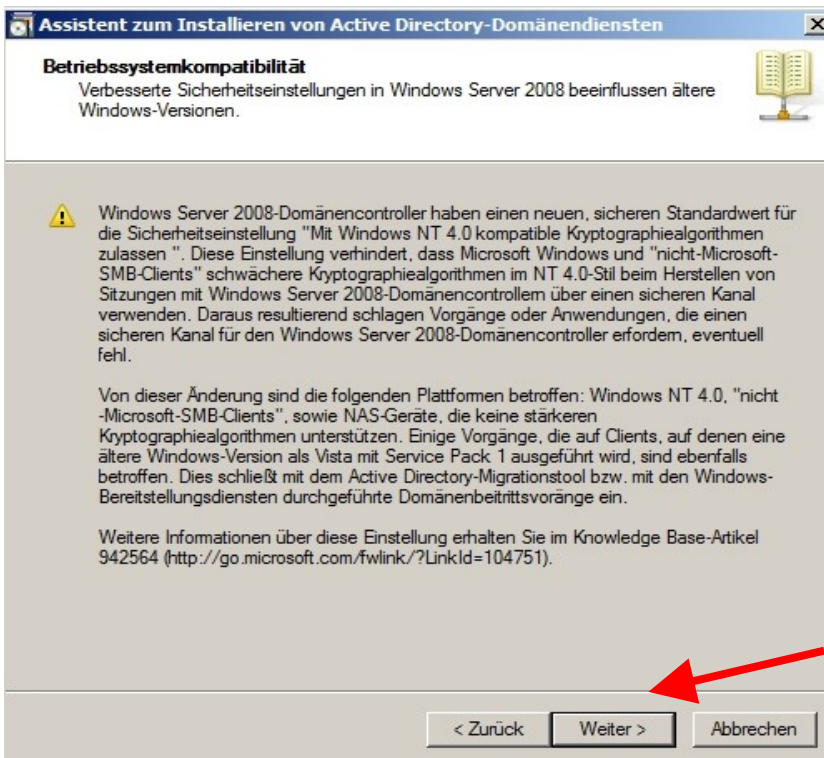 Assistent zum Installieren von Active Directory-Domänendiensten
Betriebssystemkompatibilität
Verbesserte Sicherheitseinstellungen in Windows Server 2008 beeinflussen ältere
Windows-Versionen.
Windows Server 2008-Domänencontroller haben einen neuen, sicheren Standardwert für
die Sicherheitseinstellung "Mit Windows NT 4.0 kompatible Kryptographiealgorithmen
zulassen ". Diese Einstellung verhindert, dass Microsoft Windows und "nicht-Microsoft-
SMB-Clients" schwächere Kryptographiealgorithmen im NT 4.0-Stil beim Herstellen von
Sitzungen mit Windows Server 2008-Domänencontrollern über einen sicheren Kanal
verwenden. Daraus resultierend schlagen Vorgänge oder Anwendungen, die einen
sicheren Kanal für den Windows Server 2008-Domänencontroller erfordern, eventuell
fehl.
Von dieser Änderung sind die folgenden Plattformen betroffen: Windows NT 4.0, "nicht
-Microsoft-SMB-Clients", sowie NAS-Geräte, die keine stärkeren
Kryptographiealgorithmen unterstützen. Einige Vorgänge, die auf Clients, auf denen eine
ältere Windows-Version als Vista mit Service Pack 1 ausgeführt wird, sind ebenfalls
betroffen. Dies schließt mit dem Active Directory-Migrationstool bzw. mit den Windows-
Bereitstellungsdiensten durchgeführte Domänenbeitrittsvoränge ein.
Weitere Informationen über diese Einstellung erhalten Sie im Knowledge Base-Artikel
942564 (http://go.microsoft.com/fwlink/?LinkId=104751).
< Zurück Weiter > Abbrechen